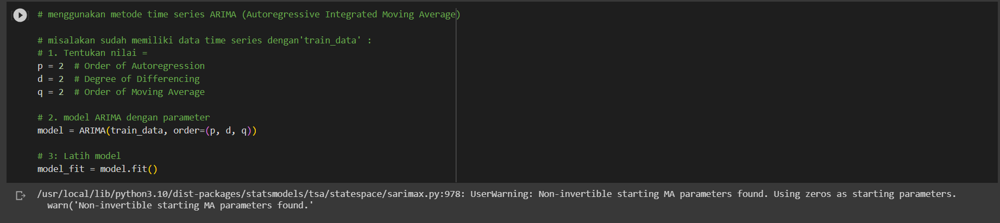 # menggunakan metode time series ARIMA (Autoregressive Integrated Moving Average)
# misalakan sudah memiliki data time series dengan'train_data' :
# 1. Tentukan nilai =
p = 2  # Order of Autoregression
d = 2  # Degree of Differencing
q = 2  # Order of Moving Average
# 2. model ARIMA dengan parameter
model = ARIMA(train_data, order=(p, d, q))
# 3: Latih model
model_fit = model.fit()
/usr/local/lib/python3.10/dist-packages/statsmodels/tsa/statespace/sarimax.py:978: UserWarning: Non-invertible starting MA parameters found. Using zeros as starting parameters.
  warn('Non-invertible starting MA parameters found.'